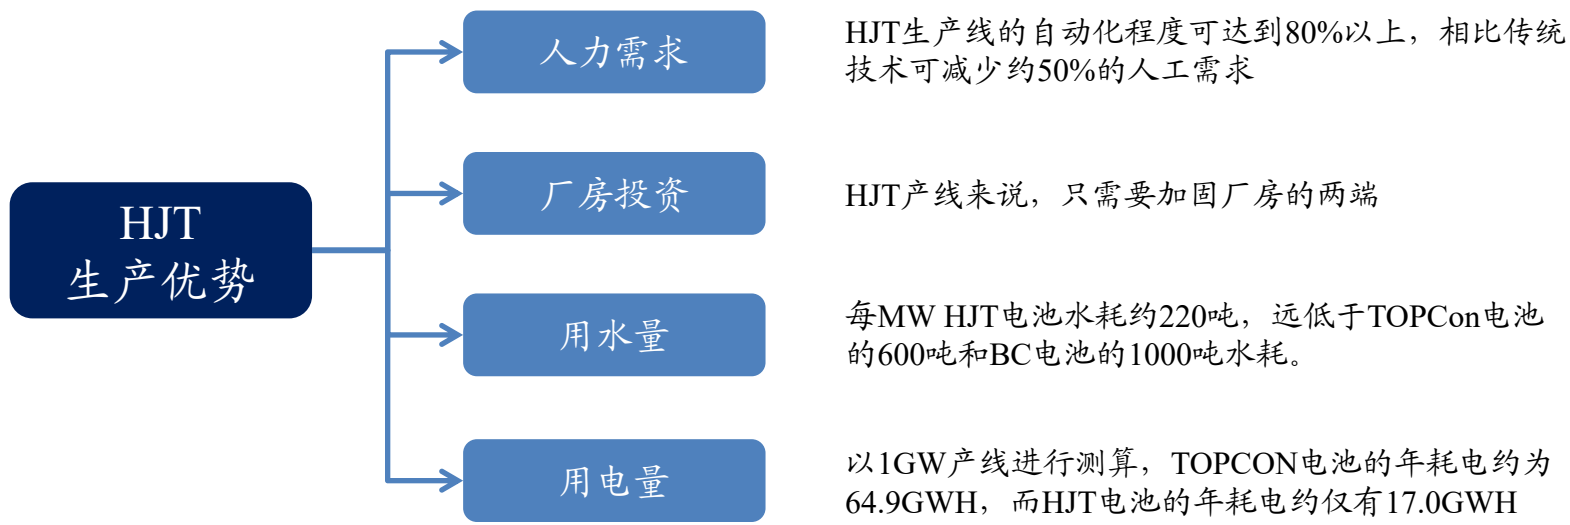 人力需求
HJT生产线的自动化程度可达到80%以上，相比传统
技术可减少约50%的人工需求
厂房投资
HJT产线来说，只需要加固厂房的两端
HJT
生产优势
用水量
每MW HJT电池水耗约220吨，远低于TOPCon电池
的600吨和BC电池的1000吨水耗。
用电量
以1GW产线进行测算，TOPCON电池的年耗电约为
64.9GWH，而HJT电池的年耗电约仅有17.0GWH